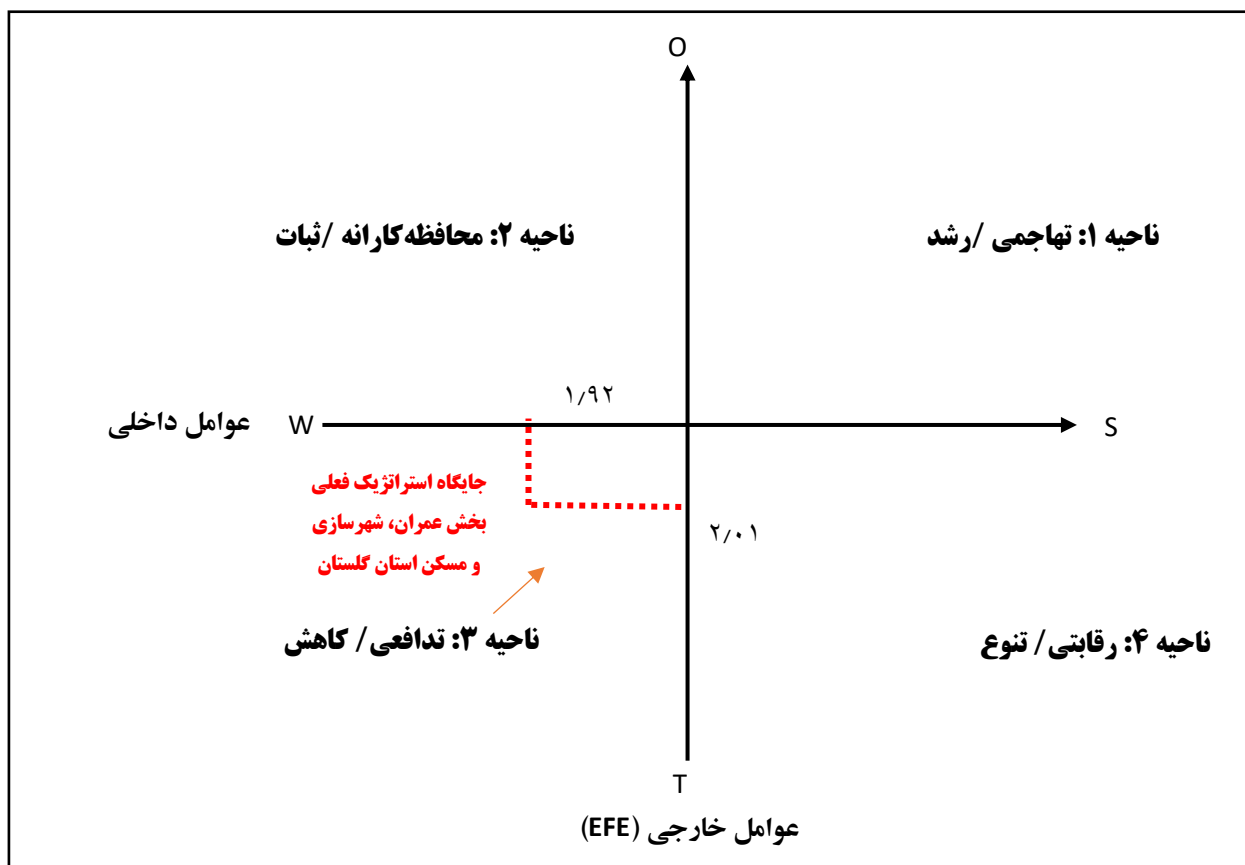 O
ناحیه ۱: تهاجمی /رشد
ناحیه ۲: محافظه‌کارانه /ثبات
۱/۹۲
S
W
عوامل داخلی
جایگاه استراتژیک فعلی
بخش عمران، شهرسازی
و مسکن استان گلستان
۲/۰۱
ناحیه ۴: رقابتی/ تنوع
ناحیه ۳: تدافعی/ کاهش
T
عوامل خارجی (EFE)